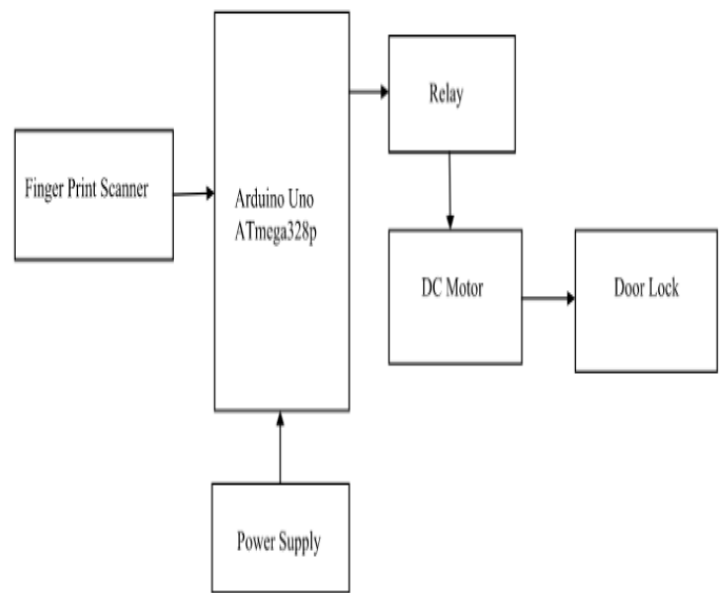 Finger Print Scanner
Arduino Uno
ATmega328p
Relay
DC Motor
Door Lock
Power Supply